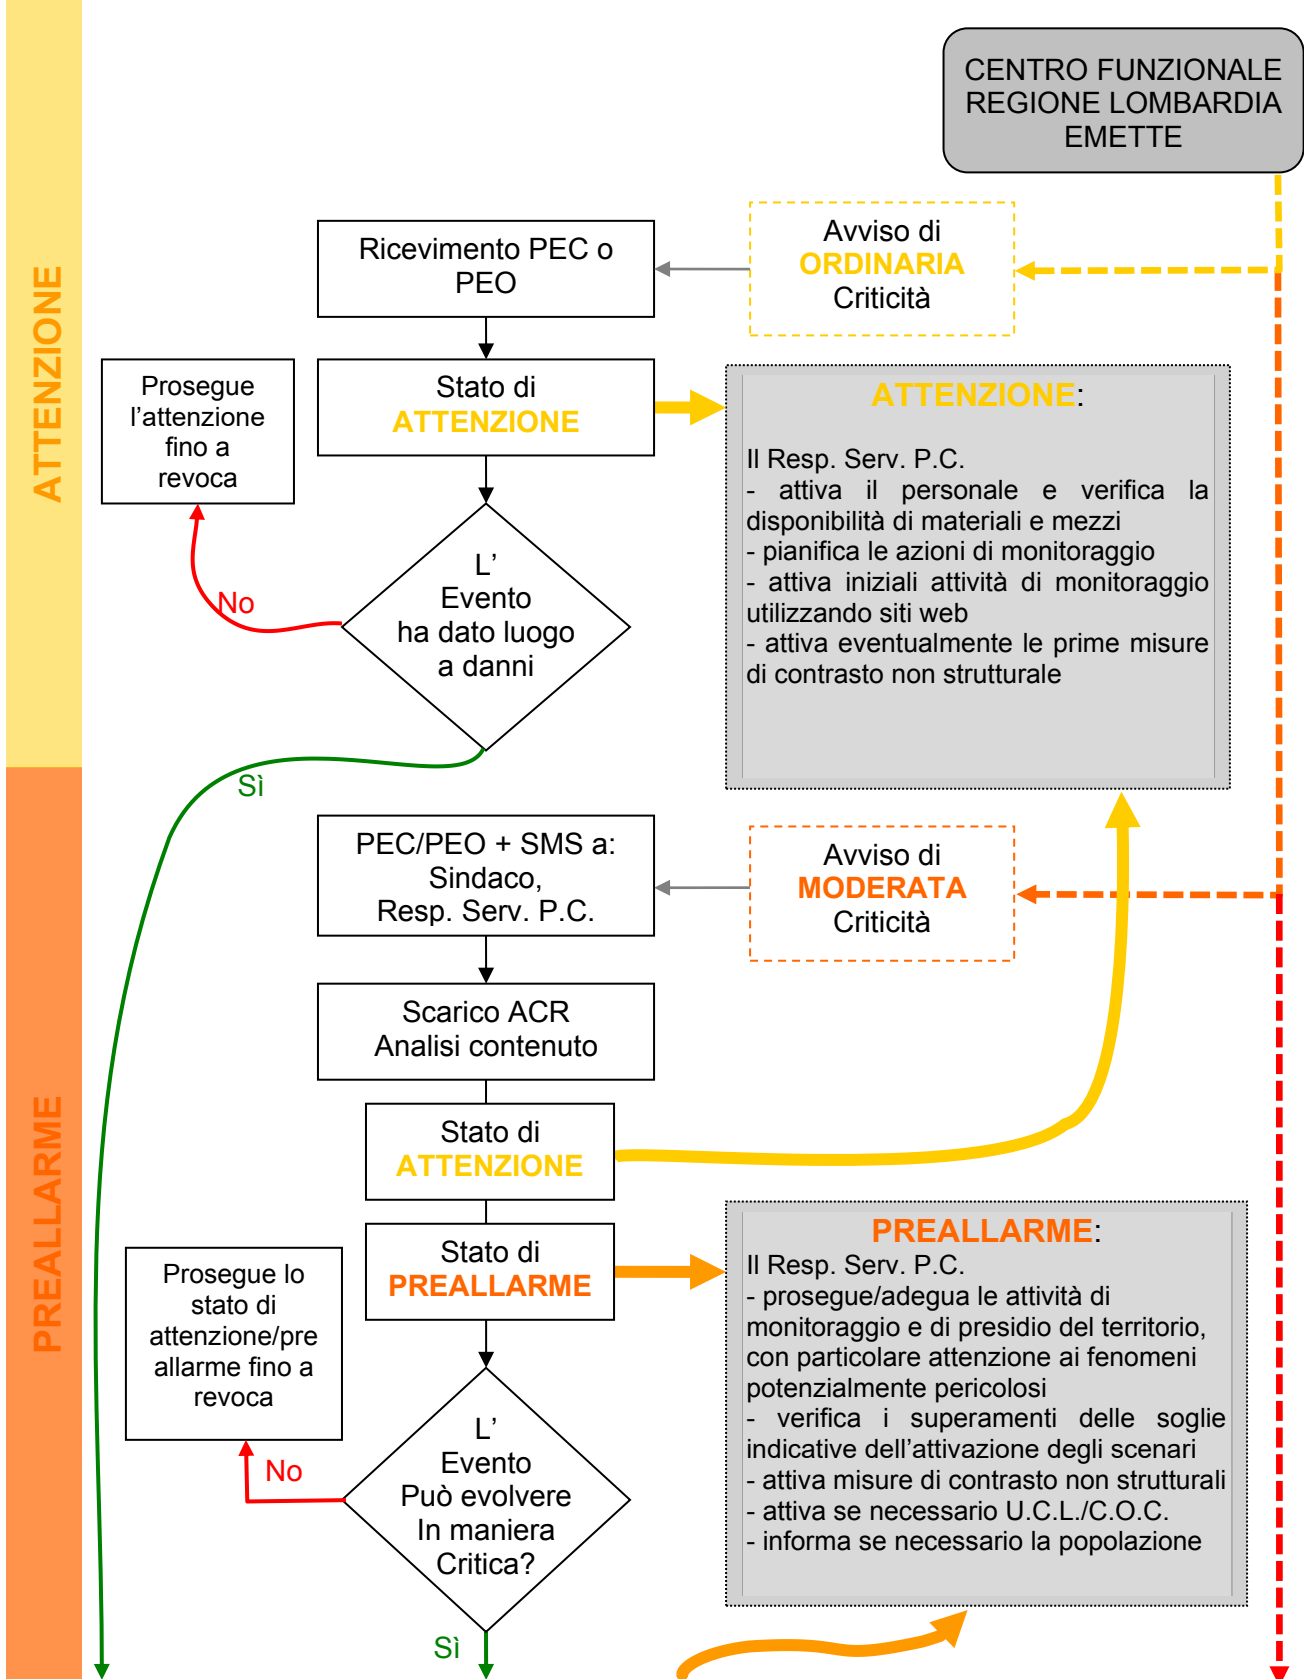 CENTRO FUNZIONALE
REGIONE LOMBARDIA
EMETTE
ATTENZIONE
Ricevimento PEC o
PEO
Avviso di
ORDINARIA
Criticità
Prosegue
l’attenzione
fino a
revoca
Stato di
ATTENZIONE
ATTENZIONE:
Il Resp. Serv. P.C.
- attiva il personale e verifica la
disponibilità di materiali e mezzi
- pianifica le azioni di monitoraggio
- attiva iniziali attività di monitoraggio
utilizzando siti web
- attiva eventualmente le prime misure
di contrasto non strutturale
No
L’
Evento
ha dato luogo
a danni
Sì
PREALLARME
PEC/PEO + SMS a:
Sindaco,
Resp. Serv. P.C.
Avviso di
MODERATA
Criticità
Scarico ACR
Analisi contenuto
Stato di
ATTENZIONE
Stato di
PREALLARME
Prosegue lo
stato di
attenzione/pre
allarme fino a
revoca
PREALLARME:
Il Resp. Serv. P.C.
- prosegue/adegua le attività di
monitoraggio e di presidio del territorio,
con particolare attenzione ai fenomeni
potenzialmente pericolosi
- verifica i superamenti delle soglie
indicative dell’attivazione degli scenari
- attiva misure di contrasto non strutturali
- attiva se necessario U.C.L./C.O.C.
- informa se necessario la popolazione
No
L’
Evento
Può evolvere
In maniera
Critica?
Sì